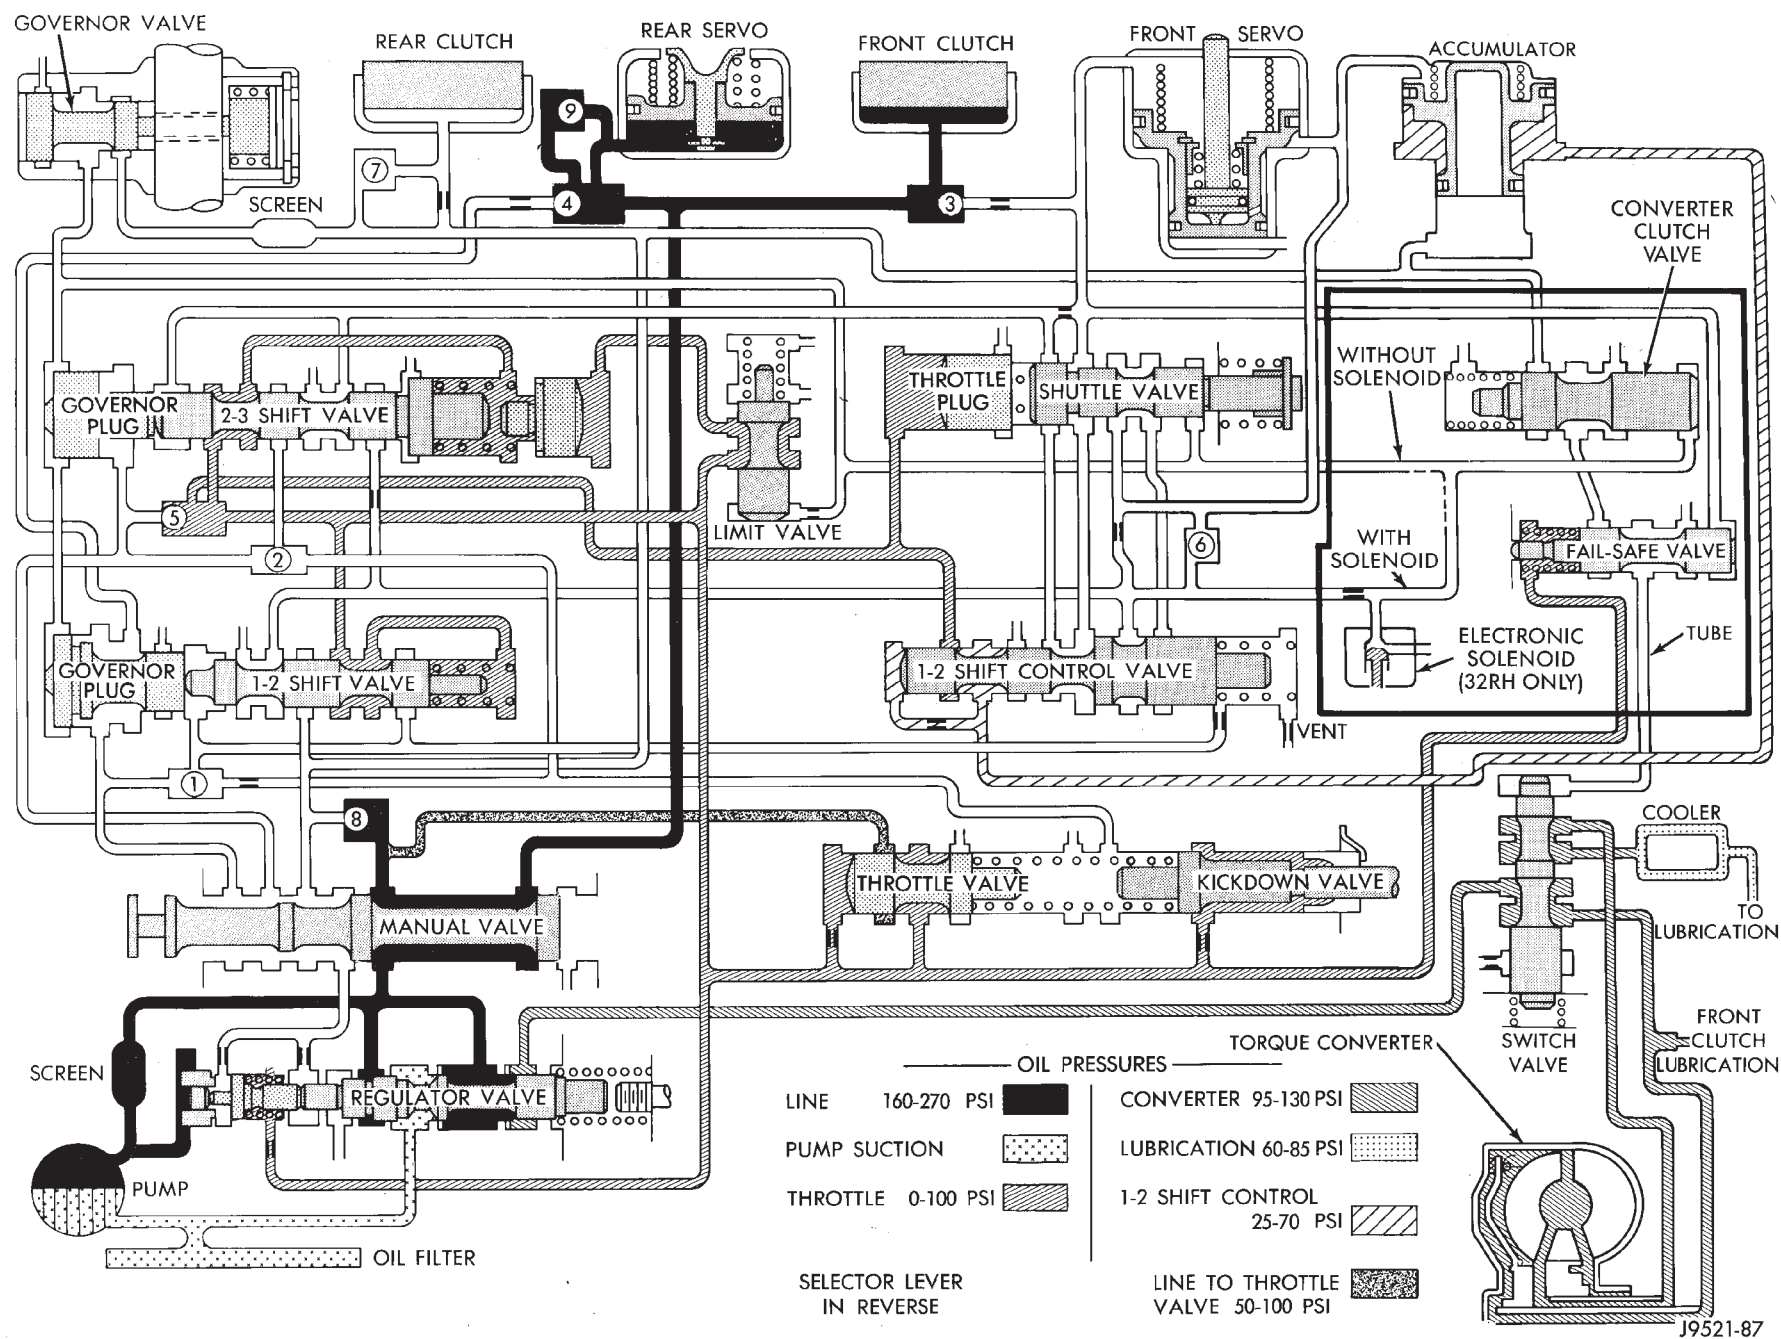 GOVERNOR VALVE
REAR CLUTCH
REAR SERVO
FRONT CLUTCH
FRONT SERVO
ACCUMULATOR
9
7
4
3
SCREEN
CONVERTER
CLUTCH
VALVE
WITHOUT
SOLENOID
GOVERNOR
PLUG
2-3 SHIFT VALVE
THROTTLE
PLUG
SHUTTLE VALVE
5
2
LIMIT VALVE
6
WITH
SOLENOID
FAIL-SAFE VALVE
GOVERNOR
PLUG
1-2 SHIFT VALVE
1-2 SHIFT CONTROL VALVE
ELECTRONIC
SOLENOID
(32RH ONLY)
TUBE
VENT
1
8
COOLER
THROTTLE VALVE
KICKDOWN VALVE
MANUAL VALVE
TO
LUBRICATION
SCREEN
REGULATOR VALVE
SWITCH
VALVE
FRONT
CLUTCH
LUBRICATION
TORQUE CONVERTER
PUMP
OIL FILTER
OIL PRESSURES
LINE 160-270 PSI
PUMP SUCTION
THROTTLE 0-100 PSI
CONVERTER 95-130 PSI
LUBRICATION 60-85 PSI
1-2 SHIFT CONTROL
25-70 PSI
SELECTOR LEVER
IN REVERSE
LINE TO THROTTLE
VALVE 50-100 PSI
J9521-87